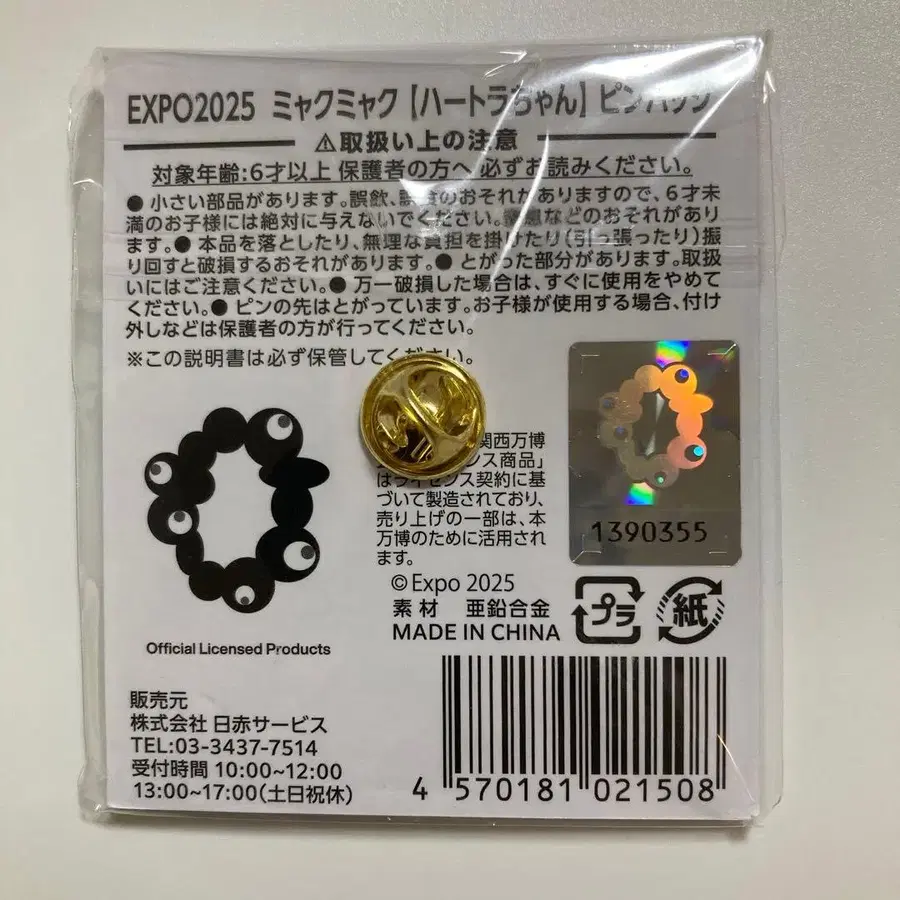 EXPO2025 ミャクミャク【ハートラちゃん】ピンバッジ
⚠取扱い上の注意
対象年齢:6才以上 保護者の方へ 必ずお読みください。
● 小さい部品があります。誤飲、誤食のおそれがありますので、6才未
満のお子様には絶対に与えないでください。窒息などのおそれがあり
ます。● 本品を落としたり、無理な負担を掛けたり(引っ張ったり)振
り回すと破損するおそれがあります。● とがった部分があります。取扱
いにはご注意ください。● 万一破損した場合は、すぐに使用をやめて
ください。● ピンの先はとがっています。お子様が使用する場合、付け
外しなどは保護者の方が行ってください。
※この説明書は必ず保管してください。
関西万博
ンス商品」
はライセンス契約に基
づいて製造されており、
売り上げの一部は、本
万博のために活用され
ます。
1390355
©Expo 2025
素材 亜鉛合金
MADE IN CHINA
プラ
紙
Official Licensed Products
販売元
株式会社 日赤サービス
TEL:03-3437-7514
受付時間 10:00~12:00
13:00~17:00(土日祝休)
4 570181 021508